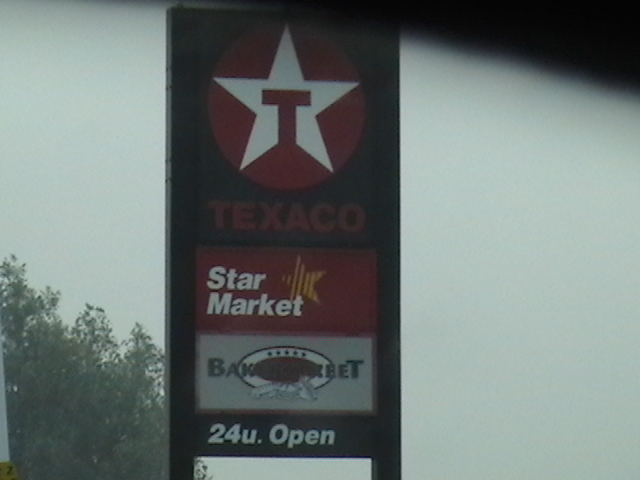 T
TEXACO
Star
Market
24u. Open